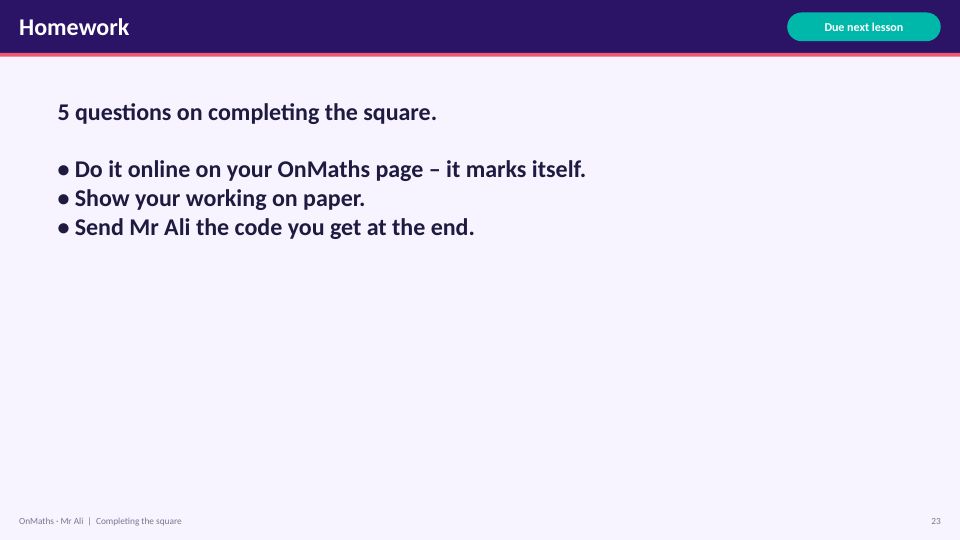 Homework
Due next lesson
5 questions on completing the square.
● Do it online on your OnMaths page – it marks itself.
● Show your working on paper.
● Send Mr Ali the code you get at the end.
OnMaths - Mr Ali | Completing the square
23